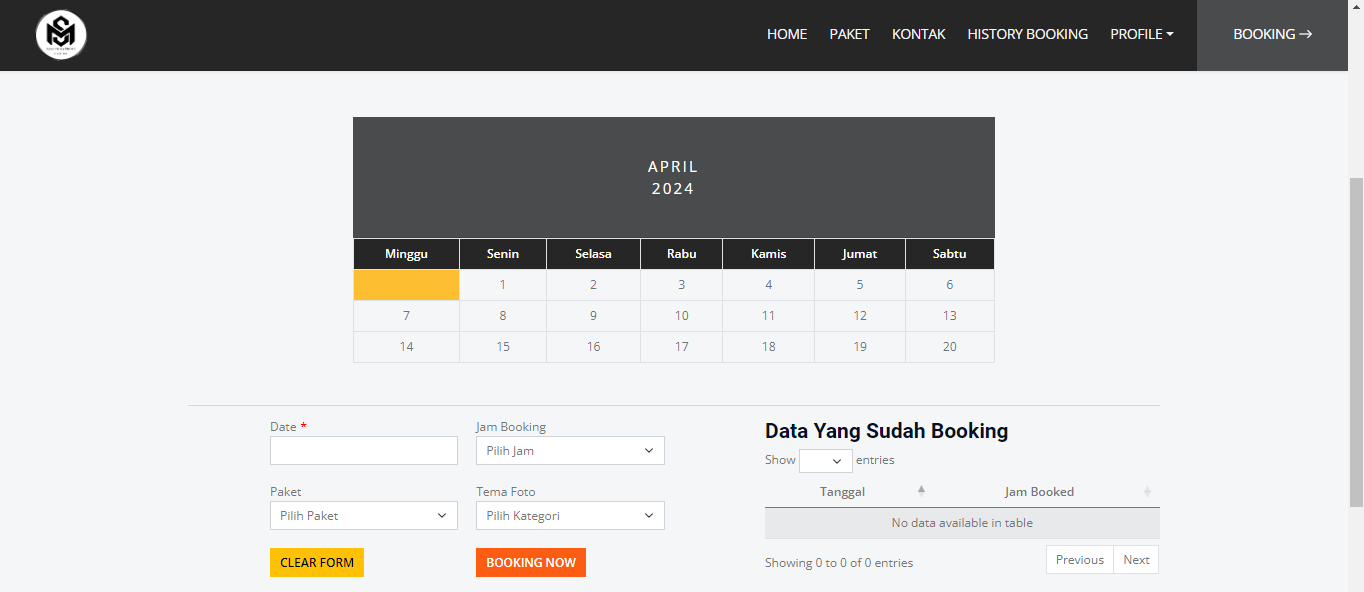 HOME PAKET KONTAK HISTORY BOOKING PROFILE BOOKING →
APRIL
2024
Minggu Senin Selasa Rabu Kamis Jumat Sabtu
1 2 3 4 5 6
7 8 9 10 11 12 13
14 15 16 17 18 19 20
Date * Jam Booking
Pilih Jam
Paket Tema Foto
Pilih Paket Pilih Kategori
CLEAR FORM BOOKING NOW
Data Yang Sudah Booking
Show entries
Tanggal Jam Booked
No data available in table
Showing 0 to 0 of 0 entries Previous Next